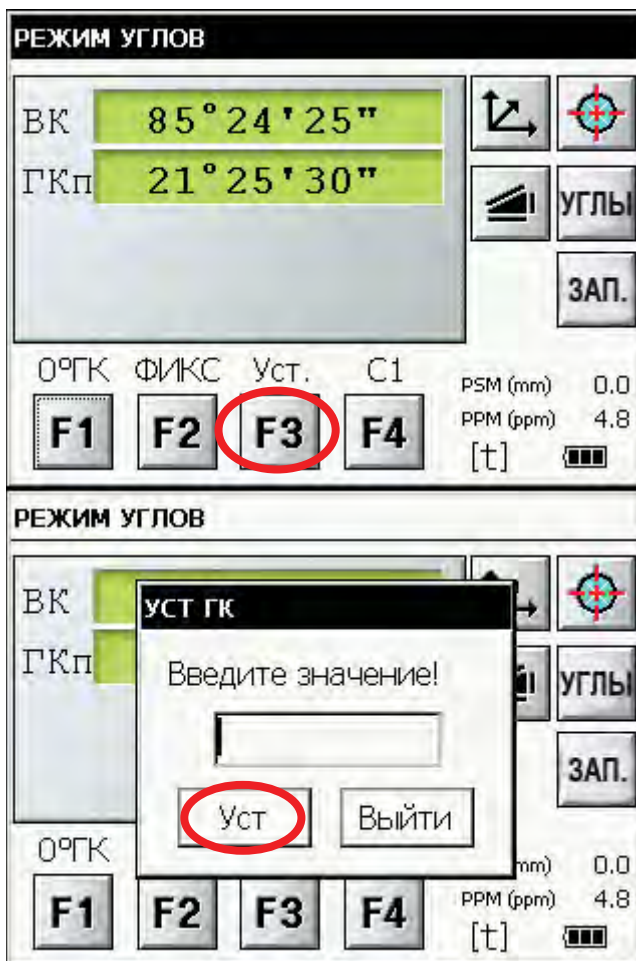 РЕЖИМ УГЛОВ
ВК 85°24'25"
ГКп 21°25'30"
УГЛЫ
ЗАП.
0°ГК ФИКС Уст. С1
F1 F2 F3 F4
PSM (mm) 0.0
PPM (ppm) 4.8
[t]
РЕЖИМ УГЛОВ
ВК
ГКп
УСТ ГК
Введите значение!
Уст Выйти
УГЛЫ
ЗАП.
0°ГК
F1 F2 F3 F4
mm) 0.0
PPM (ppm) 4.8
[t]